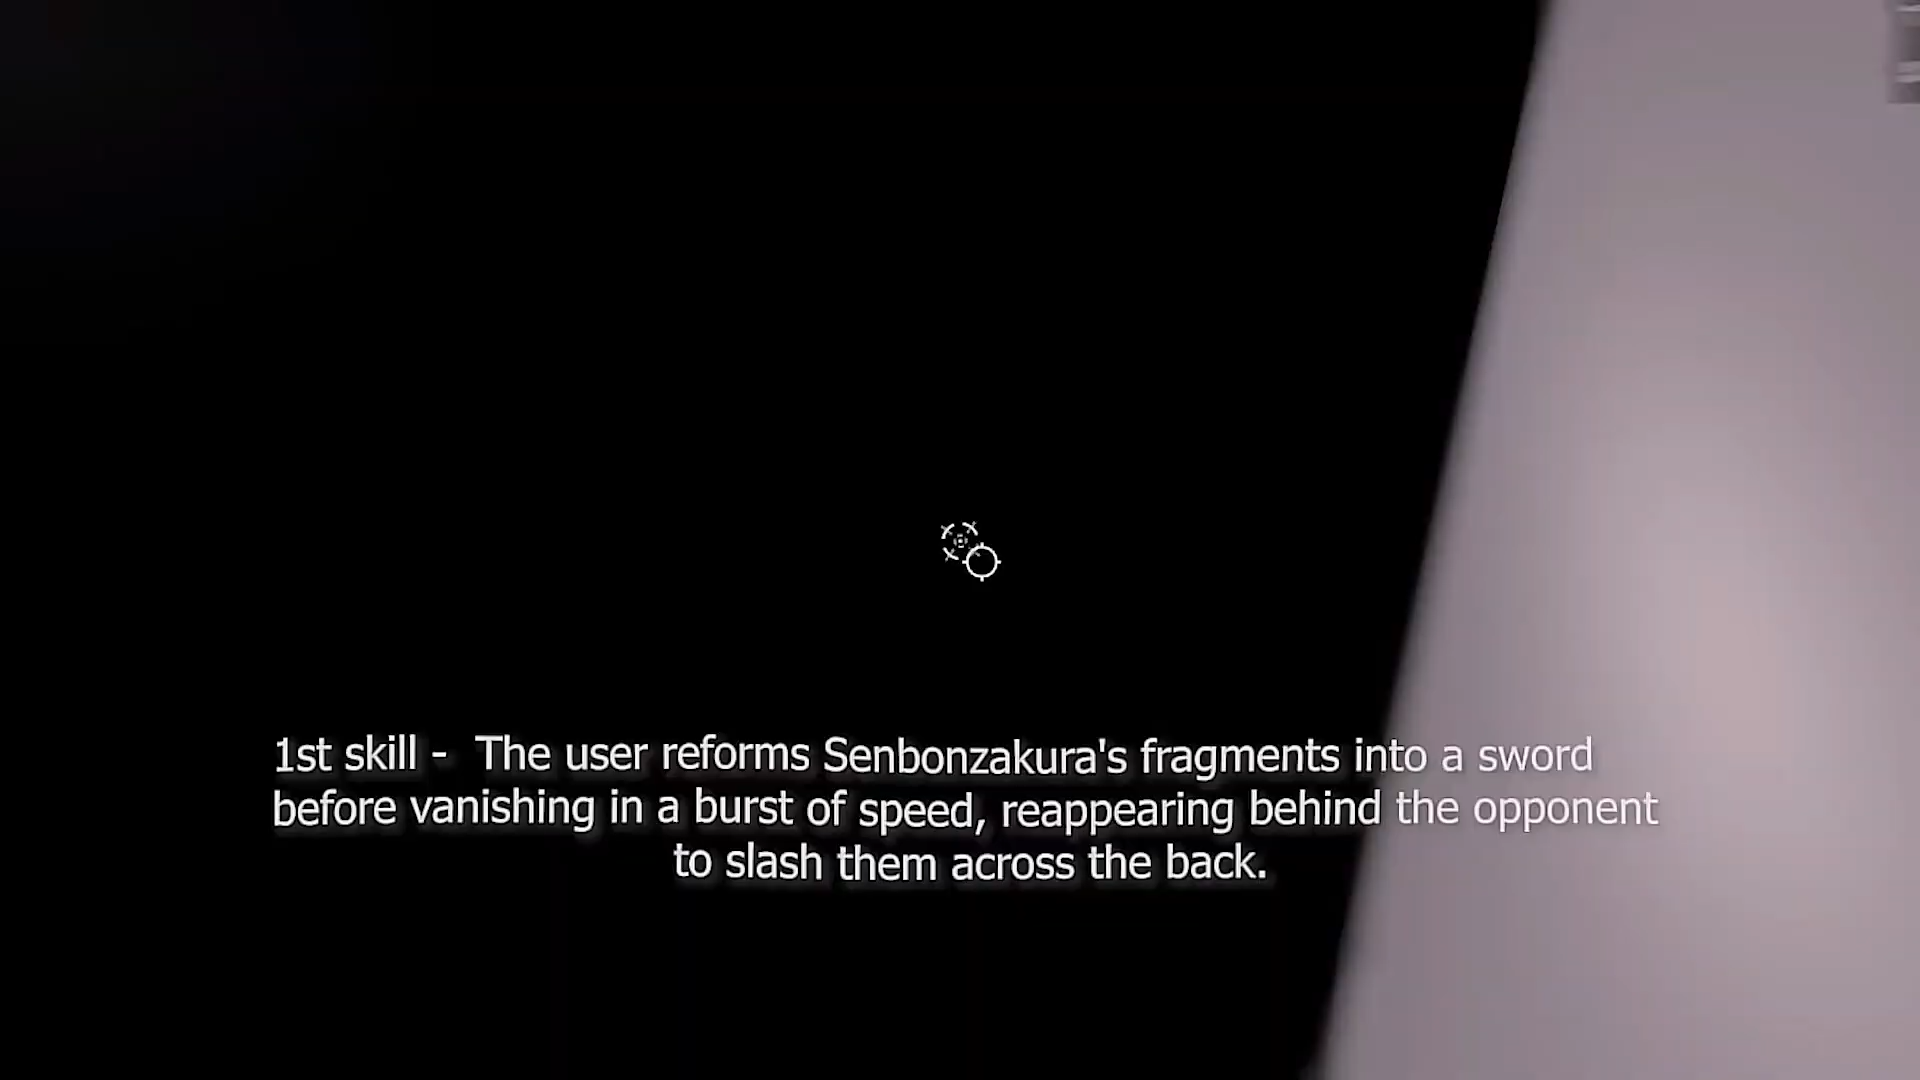 1st skill -  The user reforms Senbonzakura's fragments into a sword
before vanishing in a burst of speed, reappearing behind the opponent
to slash them across the back.